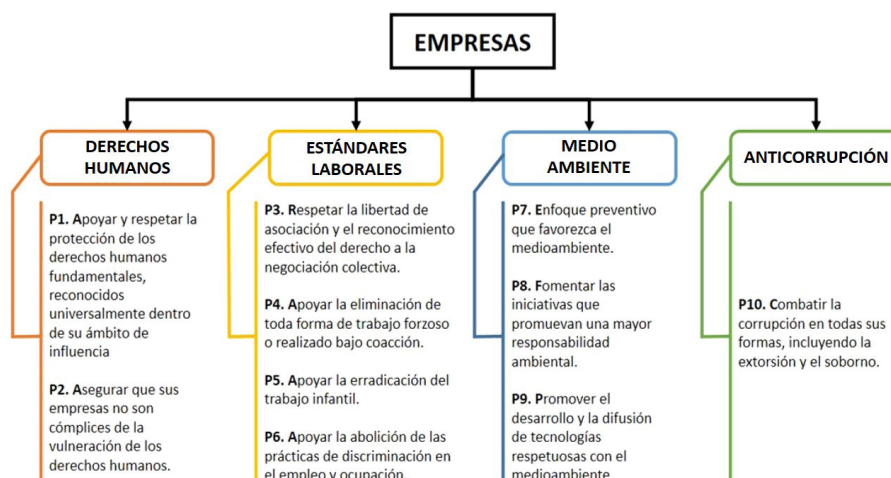 EMPRESAS
DERECHOS
HUMANOS
P1. Apoyar y respetar la
protección de los
derechos humanos
fundamentales,
reconocidos
universalmente dentro
de su ámbito de
influencia
P2. Asegurar que sus
empresas no son
cómplices de la
vulneración de los
derechos humanos.
ESTÁNDARES
LABORALES
P3. Respetar la libertad de
asociación y el reconocimiento
efectivo del derecho a la
negociación colectiva.
P4. Apoyar la eliminación de
toda forma de trabajo forzoso
o realizado bajo coacción.
P5. Apoyar la erradicación del
trabajo infantil.
P6. Apoyar la abolición de las
prácticas de discriminación en
el empleo y ocupación.
MEDIO
AMBIENTE
P7. Enfoque preventivo
que favorezca el
medioambiente.
P8. Fomentar las
iniciativas que
promuevan una mayor
responsabilidad
ambiental.
P9. Promover el
desarrollo y la difusión
de tecnologías
respetuosas con el
medioambiente
ANTICORRUPCIÓN
P10. Combatir la
corrupción en todas sus
formas, incluyendo la
extorsión y el soborno.